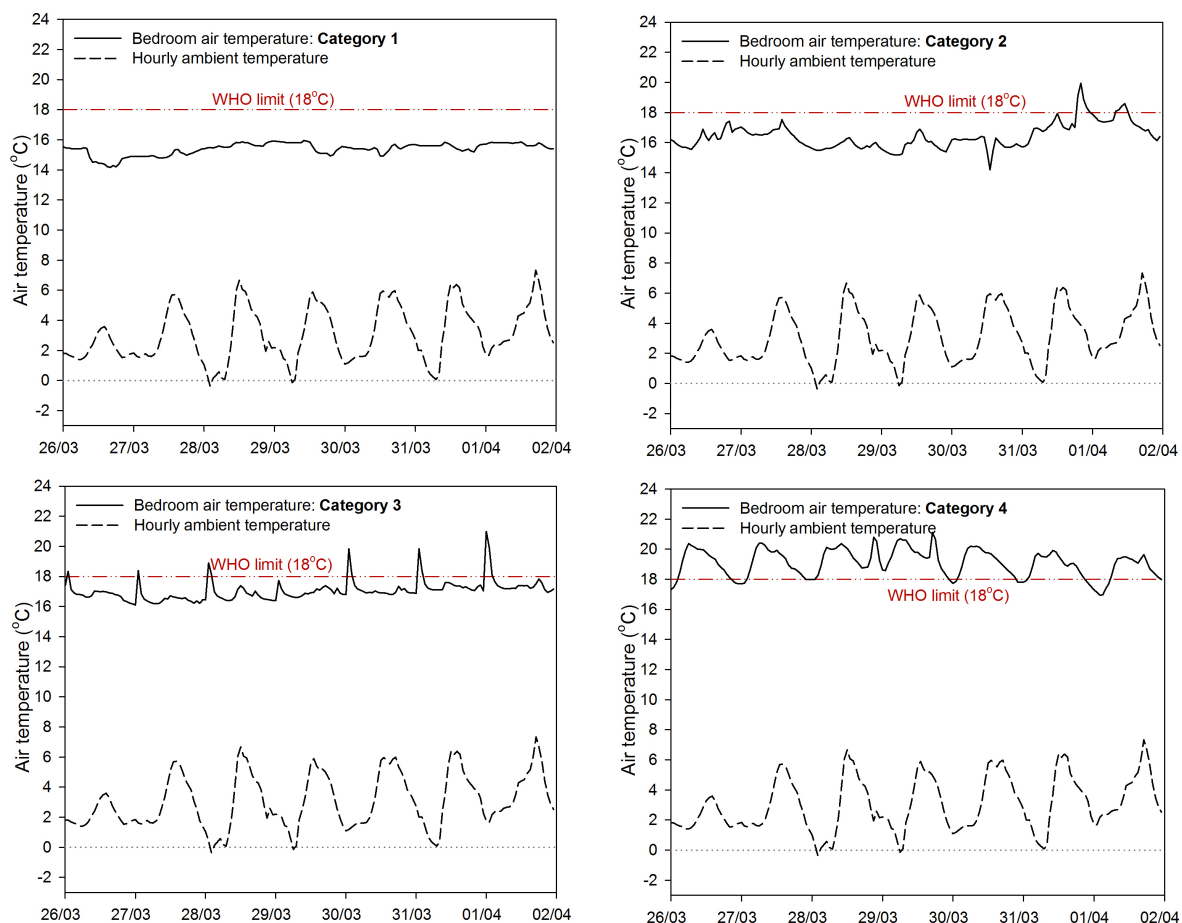 Bedroom air temperature: Category 1
Hourly ambient temperature
WHO limit (18°C)
Air temperature (°C)
24
22
20
18
16
14
12
10
8
6
4
2
0
-2
26/03 27/03 28/03 29/03 30/03 31/03 01/04 02/04
Bedroom air temperature: Category 2
Hourly ambient temperature
WHO limit (18°C)
Air temperature (°C)
24
22
20
18
16
14
12
10
8
6
4
2
0
-2
26/03 27/03 28/03 29/03 30/03 31/03 01/04 02/04
Bedroom air temperature: Category 3
Hourly ambient temperature
WHO limit (18°C)
Air temperature (°C)
24
22
20
18
16
14
12
10
8
6
4
2
0
-2
26/03 27/03 28/03 29/03 30/03 31/03 01/04 02/04
Bedroom air temperature: Category 4
Hourly ambient temperature
WHO limit (18°C)
Air temperature (°C)
24
22
20
18
16
14
12
10
8
6
4
2
0
-2
26/03 27/03 28/03 29/03 30/03 31/03 01/04 02/04